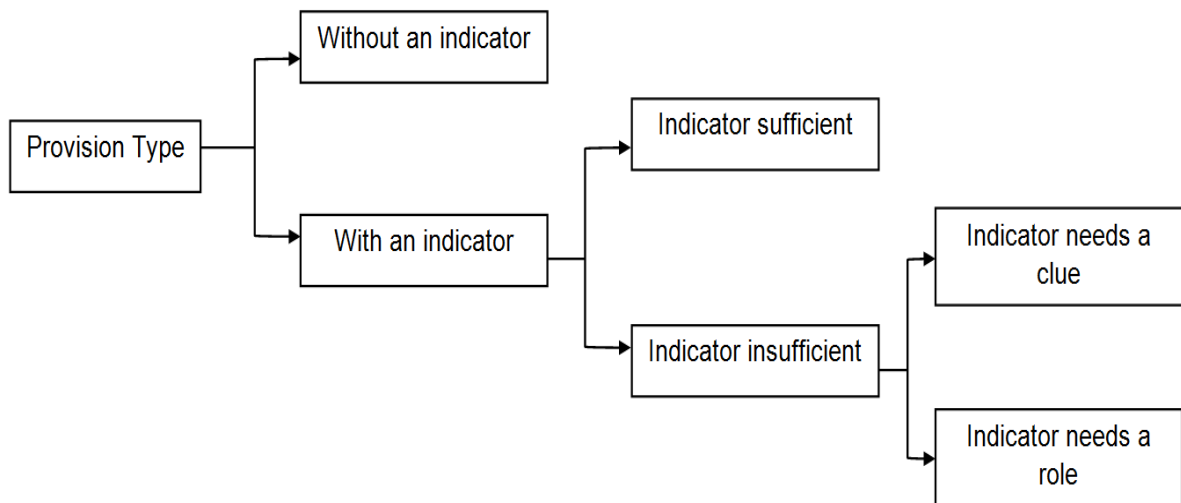 Without an indicator
Provision Type
With an indicator
Indicator sufficient
Indicator insufficient
Indicator needs a
clue
Indicator needs a
role